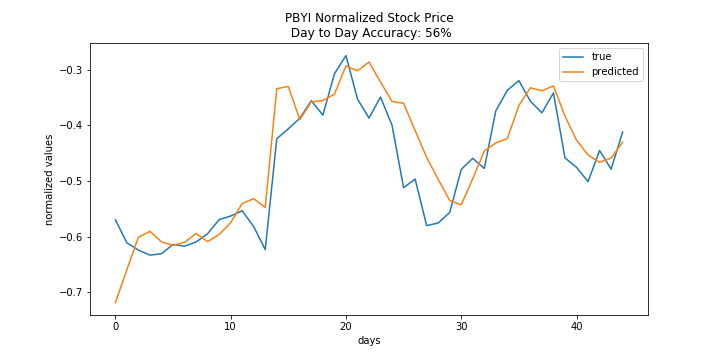 PBYI Normalized Stock Price
Day to Day Accuracy: 56%
true
predicted
normalized values
−0.3
−0.4
−0.5
−0.6
−0.7
0
10
20
30
40
days